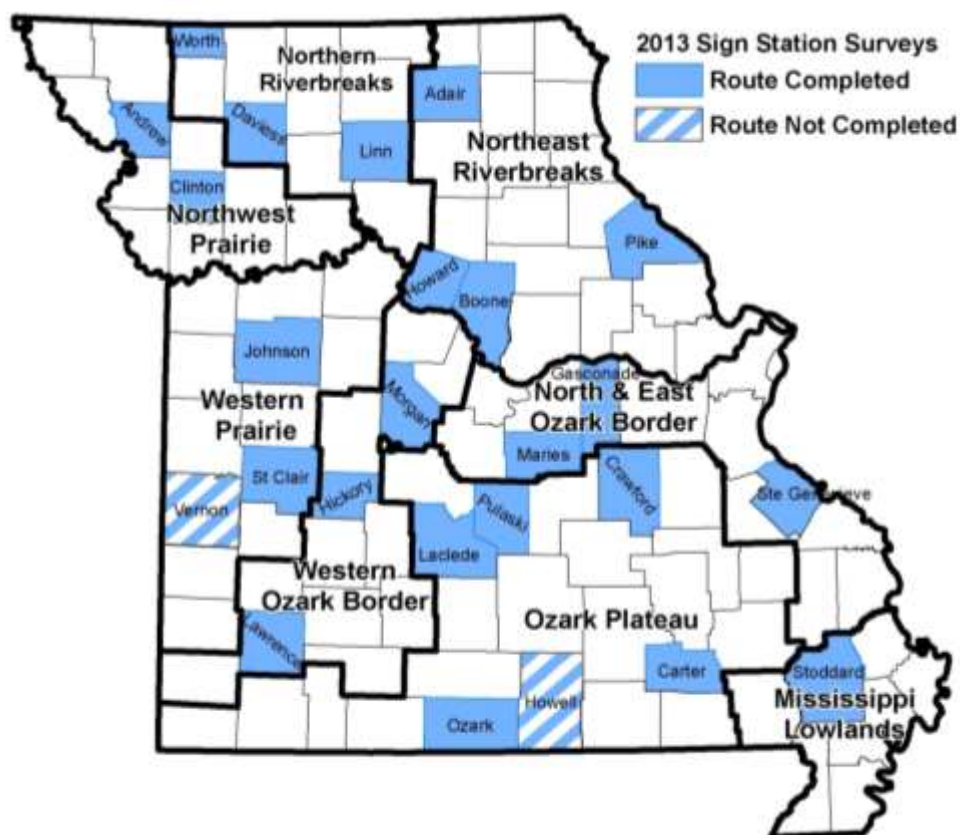 2013 Sign Station Surveys
Route Completed
Route Not Completed
Worth
Northern
Riverbreaks
Adair
Andrew
Daviess
Linn
Northeast
Riverbreaks
Clinton
Northwest
Prairie
Pike
Howard
Boone
Johnson
Gasconade
Morgan
North & East
Ozark Border
Western
Prairie
Maries
St Clair
Hickory
Crawford
Ste Genevieve
Vernon
Pulaski
Laclede
Western
Ozark Border
Ozark Plateau
Lawrence
Carter
Stoddard
Howell
Mississippi
Lowlands
Ozark